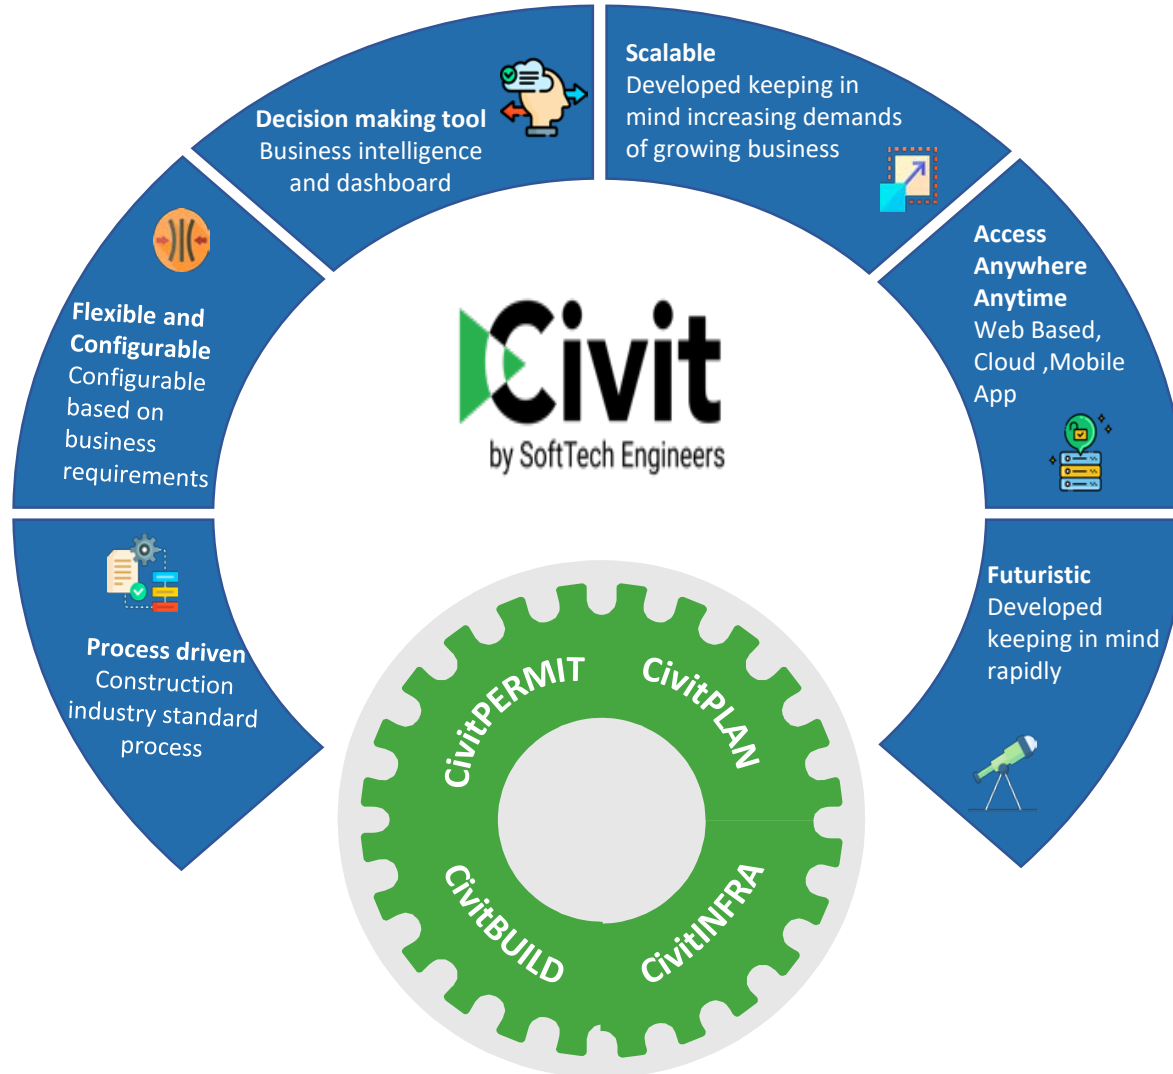 Decision making tool
Business intelligence
and dashboard
Scalable
Developed keeping in
mind increasing demands
of growing business
Flexible and
Configurable
Configurable
based on
business
requirements
Access
Anywhere
Anytime
Web Based,
Cloud ,Mobile
App
Civit
by SoftTech Engineers
Process driven
Construction
industry standard
process
Futuristic
Developed
keeping in mind
rapidly
CivitPERMIT
CivitPLAN
CivitBUILD
CivitINFRA